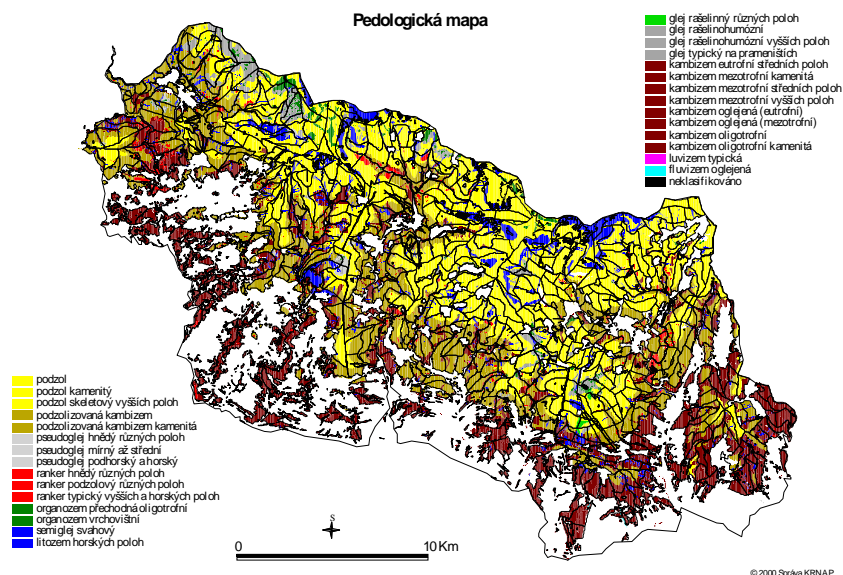 Pedologická mapa
glej rašelinný různých poloh
glej rašelinohumózní
glej rašelinohumózní vyšších poloh
glej typický na prameništích
kambizem eutrofní středních poloh
kambizem mezotrofní kamenitá
kambizem mezotrofní středních poloh
kambizem mezotrofní vyšších poloh
kambizem oglejená (eutrofní)
kambizem oglejená (mezotrofní)
kambizem oligotrofní
kambizem oligotrofní kamenitá
luvizem typická
fluvizem oglejená
neklasifikováno
podzol
podzol kamenitý
podzol skeletový vyšších poloh
podzolizovaná kambizem
podzolizovaná kambizem kamenitá
pseudoglej hnědý různých poloh
pseudoglej mírný až střední
pseudoglej podhorský a horský
ranker hnědý různých poloh
ranker podzolový různých poloh
ranker typický vyšších a horských poloh
organozem přechodná oligotrofní
organozem vrchovištní
semiglej svahový
litozem horských poloh
S
0 10 Km
© 2000 Správa KRNAP